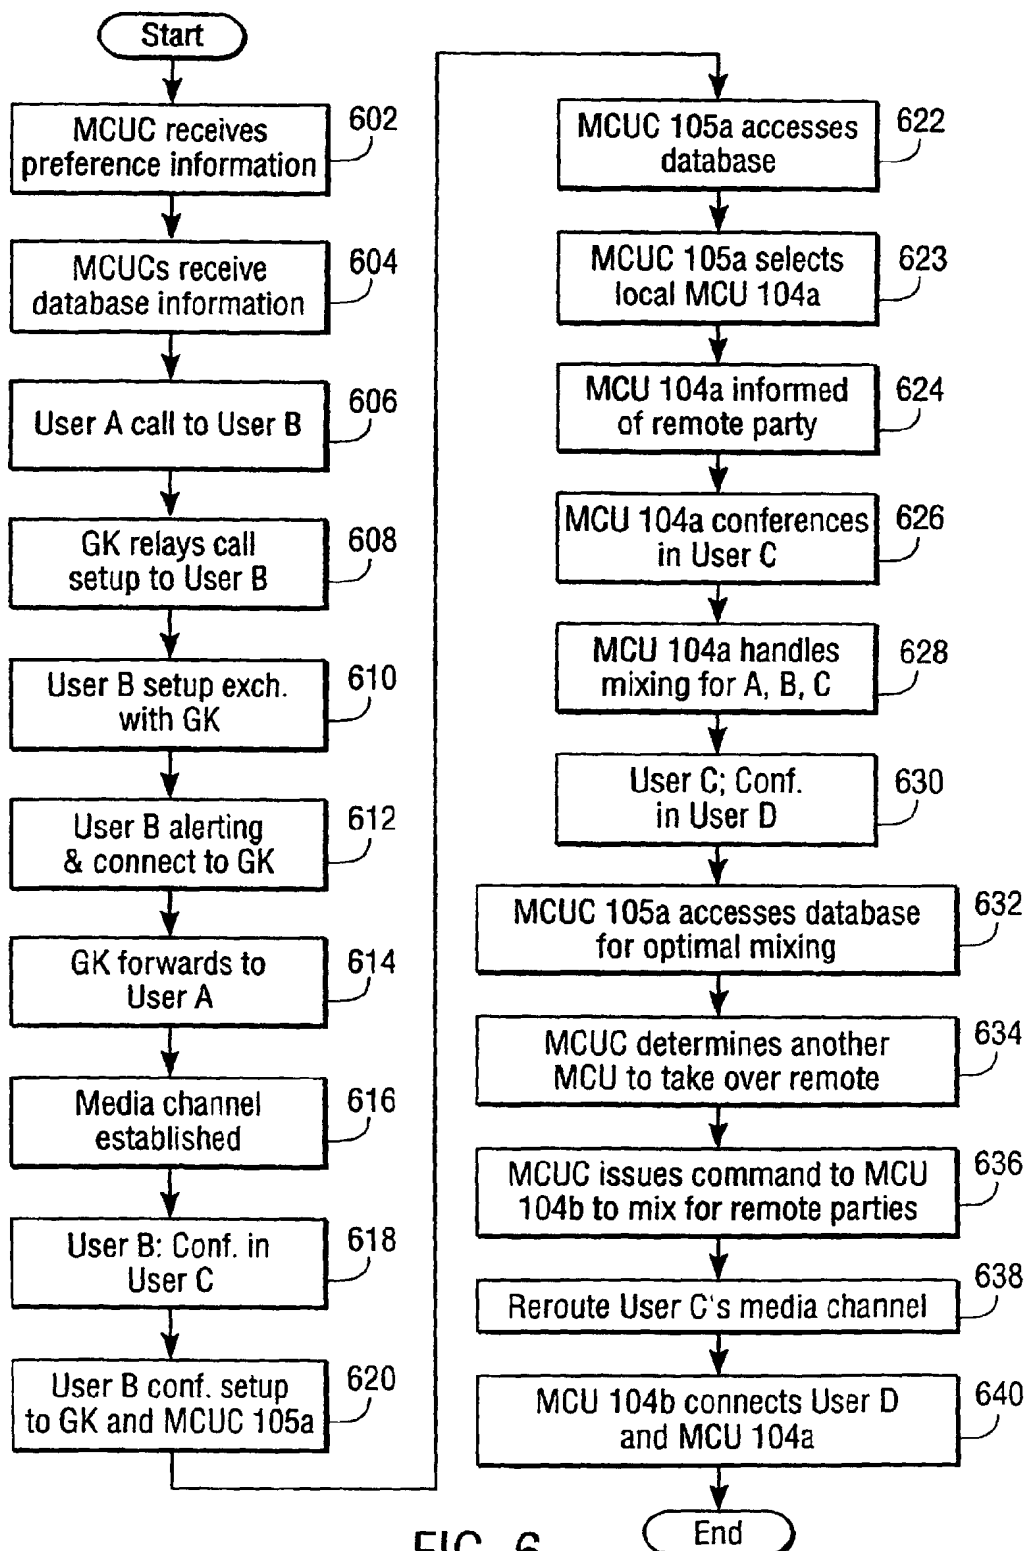 Start
MCUC receives
preference information
602
MCUCs receive
database information
604
User A call to User B
606
GK relays call
setup to User B
608
User B setup exch.
with GK
610
User B alerting
& connect to GK
612
GK forwards to
User A
614
Media channel
established
616
User B: Conf. in
User C
618
User B conf. setup
to GK and MCUC 105a
620
MCUC 105a accesses
database
622
MCUC 105a selects
local MCU 104a
623
MCU 104a informed
of remote party
624
MCU 104a conferences
in User C
626
MCU 104a handles
mixing for A, B, C
628
User C; Conf.
in User D
630
MCUC 105a accesses database
for optimal mixing
632
MCUC determines another
MCU to take over remote
634
MCUC issues command to MCU
104b to mix for remote parties
636
Reroute User C's media channel
638
MCU 104b connects User D
and MCU 104a
640
End
FIG. 6